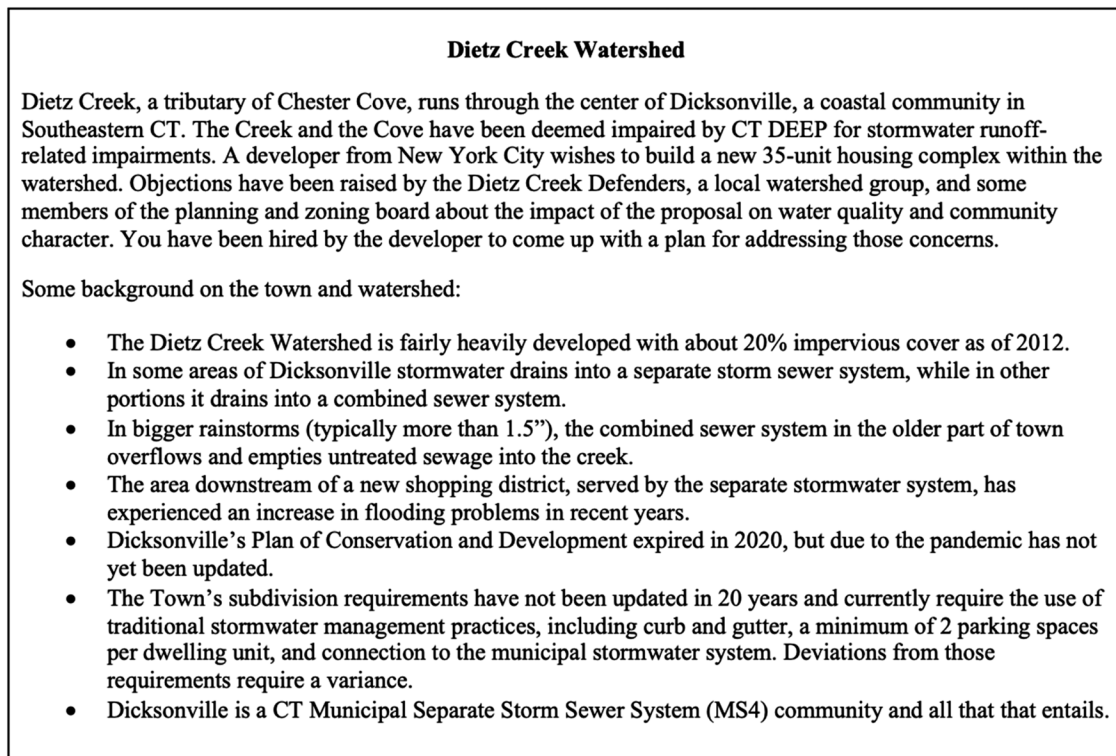 Dietz Creek Watershed
Dietz Creek, a tributary of Chester Cove, runs through the center of Dicksonville, a coastal community in
Southeastern CT. The Creek and the Cove have been deemed impaired by CT DEEP for stormwater runoff-
related impairments. A developer from New York City wishes to build a new 35-unit housing complex within the
watershed. Objections have been raised by the Dietz Creek Defenders, a local watershed group, and some
members of the planning and zoning board about the impact of the proposal on water quality and community
character. You have been hired by the developer to come up with a plan for addressing those concerns.
Some background on the town and watershed:
• The Dietz Creek Watershed is fairly heavily developed with about 20% impervious cover as of 2012.
• In some areas of Dicksonville stormwater drains into a separate storm sewer system, while in other
portions it drains into a combined sewer system.
• In bigger rainstorms (typically more than 1.5”), the combined sewer system in the older part of town
overflows and empties untreated sewage into the creek.
• The area downstream of a new shopping district, served by the separate stormwater system, has
experienced an increase in flooding problems in recent years.
• Dicksonville’s Plan of Conservation and Development expired in 2020, but due to the pandemic has not
yet been updated.
• The Town’s subdivision requirements have not been updated in 20 years and currently require the use of
traditional stormwater management practices, including curb and gutter, a minimum of 2 parking spaces
per dwelling unit, and connection to the municipal stormwater system. Deviations from those
requirements require a variance.
• Dicksonville is a CT Municipal Separate Storm Sewer System (MS4) community and all that that entails.